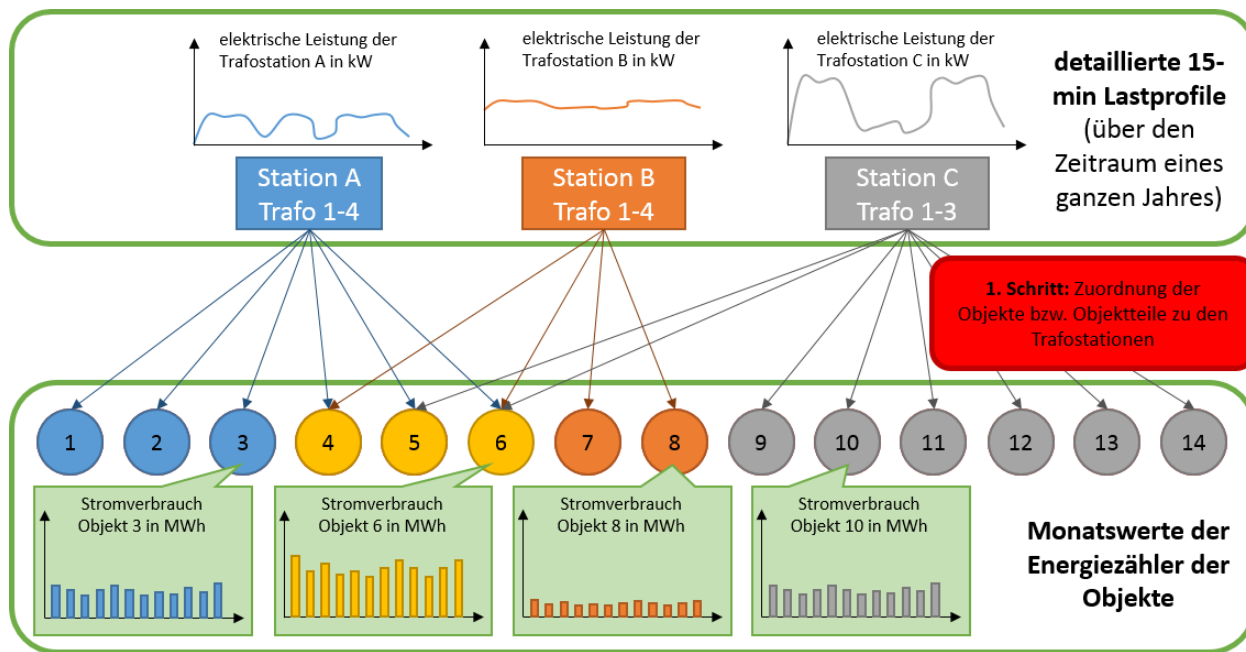 elektrische Leistung der
Trafostation A in kW
elektrische Leistung der
Trafostation B in kW
elektrische Leistung der
Trafostation C in kW
detaillierte 15-
min Lastprofile
(über den
Zeitraum eines
ganzen Jahres)
Station A
Trafo 1-4
Station B
Trafo 1-4
Station C
Trafo 1-3
1. Schritt: Zuordnung der
Objekte bzw. Objektteile zu den
Trafostationen
1
2
3
4
5
6
7
8
9
10
11
12
13
14
Stromverbrauch
Objekt 3 in MWh
Stromverbrauch
Objekt 6 in MWh
Stromverbrauch
Objekt 8 in MWh
Stromverbrauch
Objekt 10 in MWh
Monatswerte der
Energiezähler der
Objekte